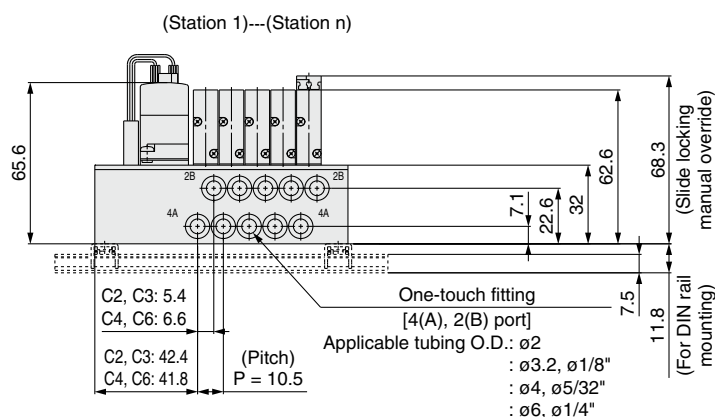 (Station 1)---(Station n)
65.6
2B
2B
4A
4A
7.1
22.6
32
62.6
68.3
(Slide locking
manual override)
C2, C3: 5.4
C4, C6: 6.6
C2, C3: 42.4
C4, C6: 41.8
(Pitch)
P = 10.5
One-touch fitting
[4(A), 2(B) port]
Applicable tubing O.D.: ø2
: ø3.2, ø1/8"
: ø4, ø5/32"
: ø6, ø1/4"
7.5
11.8
(For DIN rail
mounting)